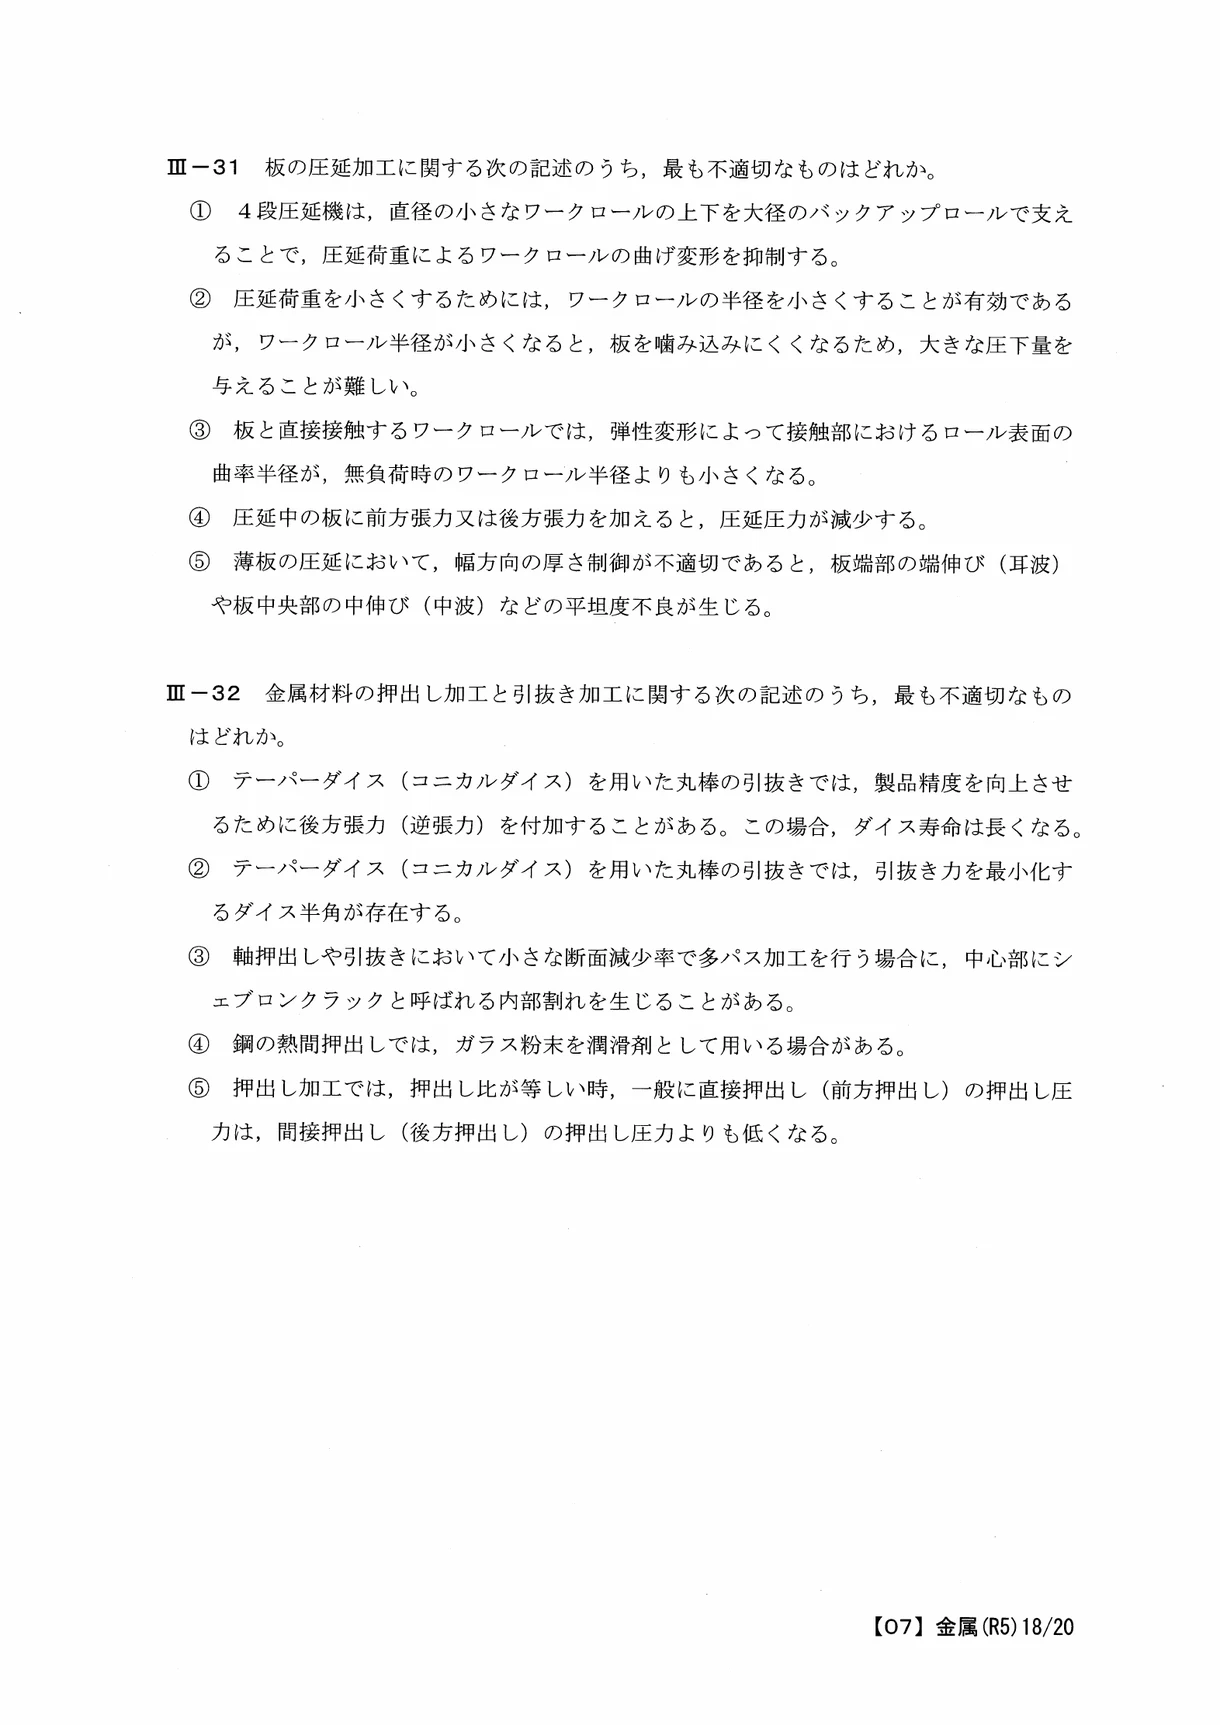 Ⅲ－31　板の圧延加工に関する次の記述のうち，最も不適切なものはどれか。
①　４段圧延機は，直径の小さなワークロールの上下を大径のバックアップロールで支え
ることで，圧延荷重によるワークロールの曲げ変形を抑制する。
②　圧延荷重を小さくするためには，ワークロールの半径を小さくすることが有効である
が，ワークロール半径が小さくなると，板を噛み込みにくくなるため，大きな圧下量を
与えることが難しい。
③　板と直接接触するワークロールでは，弾性変形によって接触部におけるロール表面の
曲率半径が，無負荷時のワークロール半径よりも小さくなる。
④　圧延中の板に前方張力又は後方張力を加えると，圧延圧力が減少する。
⑤　薄板の圧延において，幅方向の厚さ制御が不適切であると，板端部の端伸び（耳波）
や板中央部の中伸び（中波）などの平坦度不良が生じる。
Ⅲ－32　金属材料の押出し加工と引抜き加工に関する次の記述のうち，最も不適切なもの
はどれか。
①　テーパーダイス（コニカルダイス）を用いた丸棒の引抜きでは，製品精度を向上させ
るために後方張力（逆張力）を付加することがある。この場合，ダイス寿命は長くなる。
②　テーパーダイス（コニカルダイス）を用いた丸棒の引抜きでは，引抜き力を最小化す
るダイス半角が存在する。
③　軸押出しや引抜きにおいて小さな断面減少率で多パス加工を行う場合に，中心部にシ
ェブロンクラックと呼ばれる内部割れを生じることがある。
④　鋼の熱間押出しでは，ガラス粉末を潤滑剤として用いる場合がある。
⑤　押出し加工では，押出し比が等しい時，一般に直接押出し（前方押出し）の押出し圧
力は，間接押出し（後方押出し）の押出し圧力よりも低くなる。
【07】金属(R5)18/20